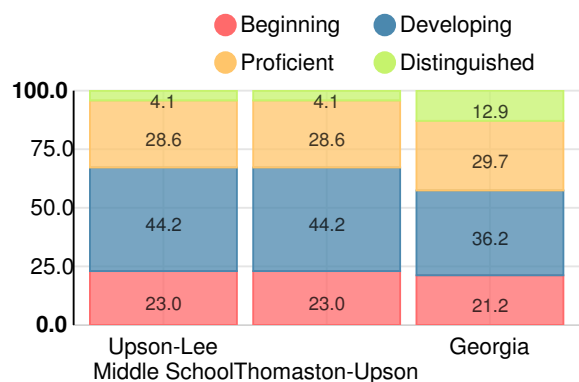 Beginning Developing
Proficient Distinguished
100.0
75.0
50.0
25.0
0.0
4.1 4.1 12.9
28.6 28.6 29.7
44.2 44.2 36.2
23.0 23.0 21.2
Upson-Lee Georgia
Middle School Thomaston-Upson